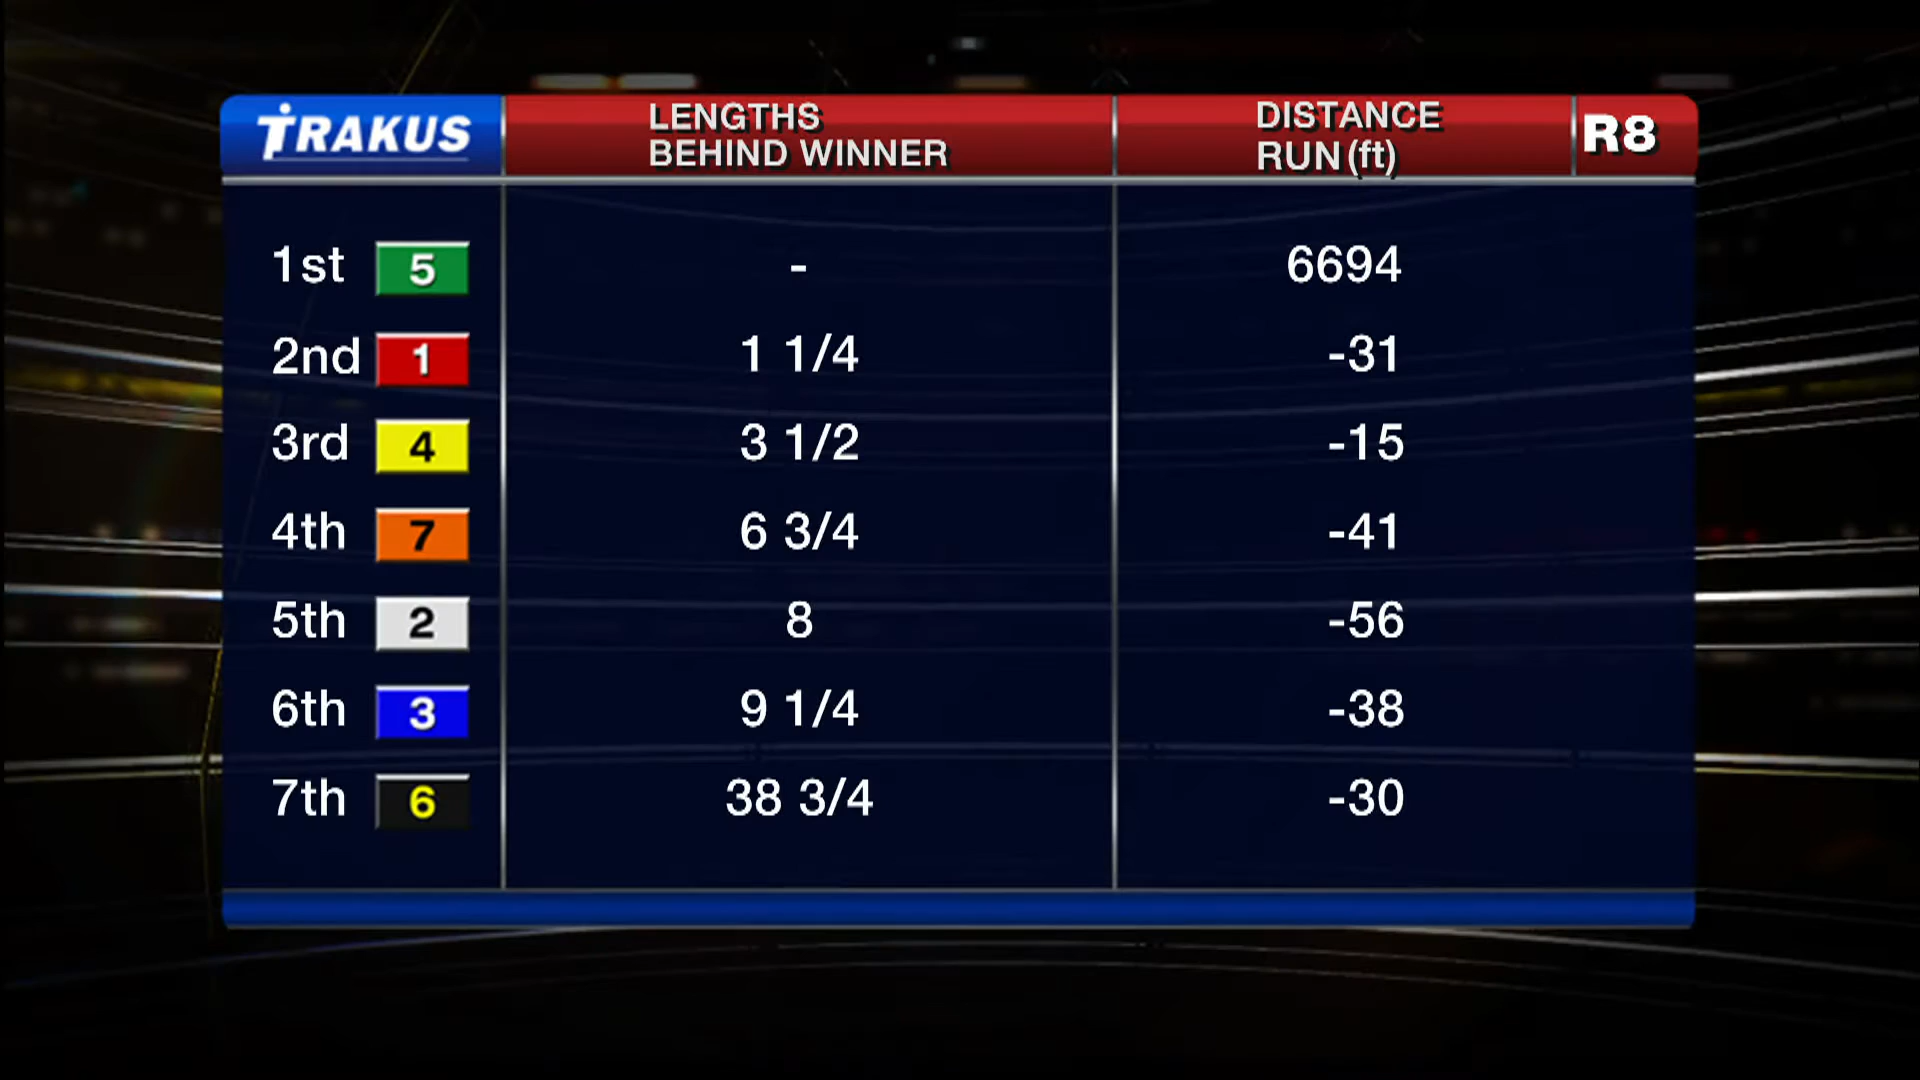 TRAKUS
LENGTHS
BEHIND WINNER
DISTANCE
RUN (ft)
R8
1st 5 - 6694
2nd 1 1 1/4 -31
3rd 4 3 1/2 -15
4th 7 6 3/4 -41
5th 2 8 -56
6th 3 9 1/4 -38
7th 6 38 3/4 -30